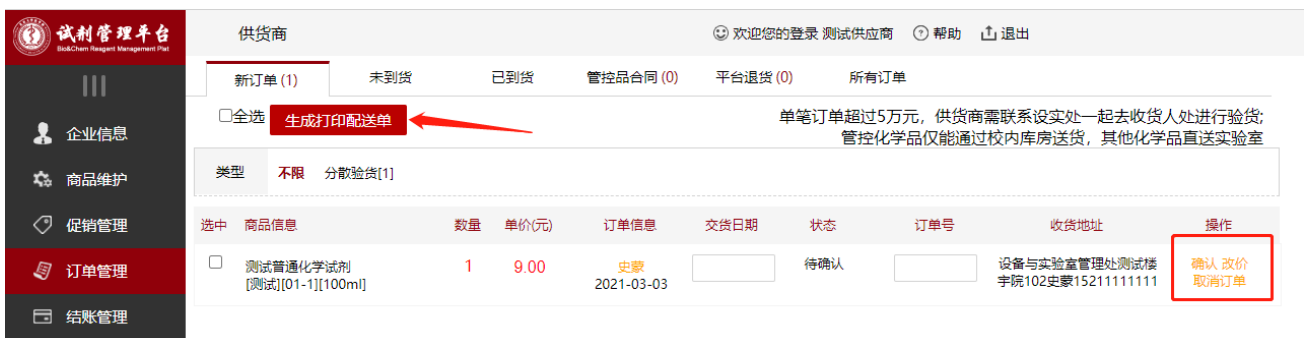 试剂管理平台
Bio&Chem Reagent Management Plat
供货商
欢迎您的登录 测试供应商
帮助
退出
新订单 (1)
未到货
已到货
管控品合同 (0)
平台退货 (0)
所有订单
全选
生成打印配送单
单笔订单超过5万元，供货商需联系设实处一起去收货人处进行验货;
管控化学品仅能通过校内库房送货，其他化学品直送实验室
企业信息
商品维护
促销管理
订单管理
结账管理
类型 不限 分散验货[1]
选中 商品信息 数量 单价(元) 订单信息 交货日期 状态 订单号 收货地址 操作
测试普通化学试剂
[测试][01-1][100ml]
1
9.00
史蒙
2021-03-03
待确认
设备与实验室管理处测试楼
宇院102史蒙15211111111
确认 改价
取消订单